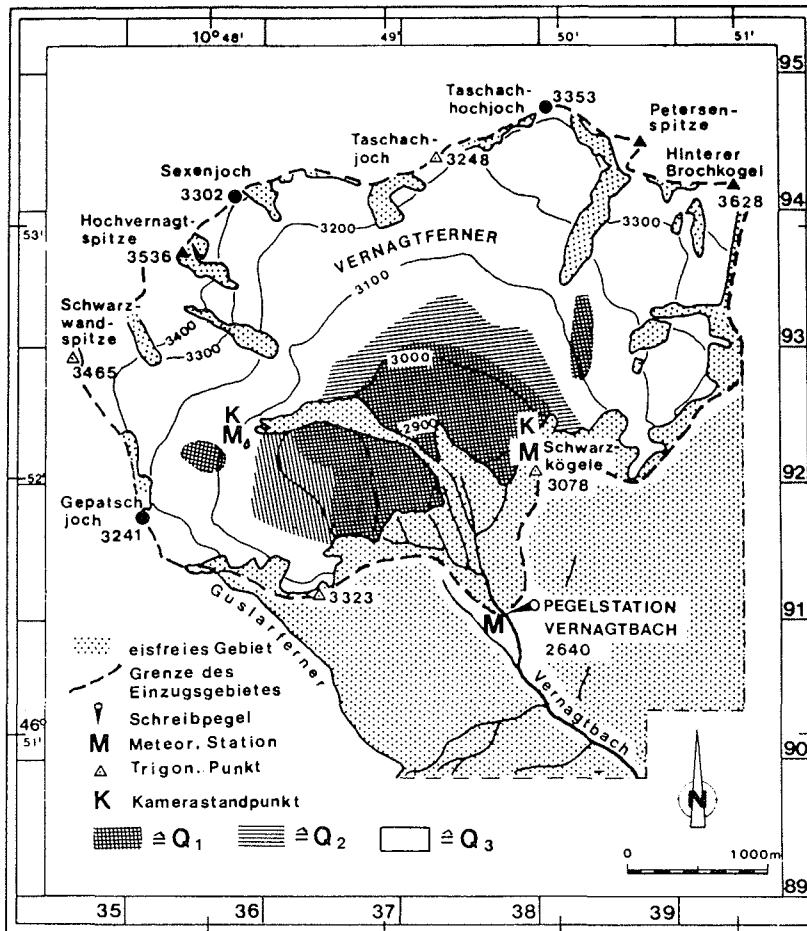 10° 48'
49'
50'
51'
95
Taschach-
hochjoch
3353
Petersen-
spitze
Taschach-
joch
3248
Hinterer
Brochkogel
3628
Sexenjoch
3302
94
53'
3200
3300
Hochvernagt-
spitze
3536
VERNAGTFERNER
3100
Schwarz-
wand-
spitze
3465
3400
3300
3000
93
K
M
2900
K
M
Schwarz-
kögele
3078
92
52'
Gepatsch
joch
3241
3323
Guslarferner
M
PEGELSTATION
VERNAGTBACH
2640
91
eisfreies Gebiet
Grenze des
Einzugsgebietes
Schreibpegel
M Meteor. Station
Trigon. Punkt
K Kamerastandpunkt
Vernagtbach
46°
51'
90
N
≙ Q1 ≙ Q2 ≙ Q3
0 1000m
89
35 36 37 38 39